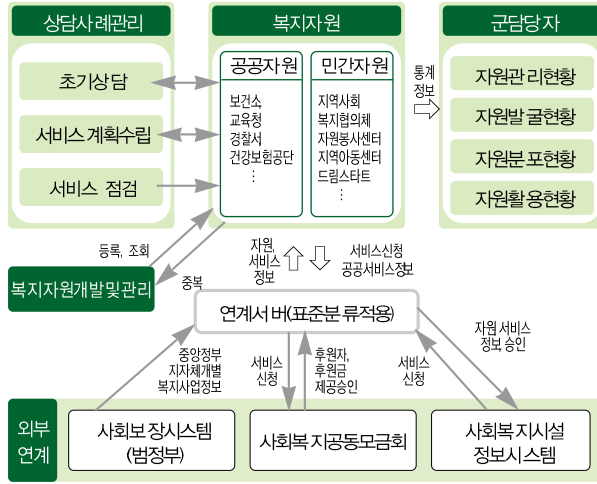 상담사례관리
초기상담
서비스 계획수립
서비스 점검
복지자원
공공자원
보건소
교육청
경찰서
건강보험공단
⋮
민간자원
지역사회
복지협의체
자원봉사센터
지역아동센터
드림스타트
⋮
통계
정보
군담당자
자원관리현황
자원발굴현황
자원분포현황
자원활용현황
등록, 조회
복지자원개발및관리
중복
자원,
서비스
정보
서비스신청
공공서비스정보
연계서버(표준분류적용)
중앙정부
지자체개별
복지사업정보
서비스
신청
후원자,
후원금
제공승인
서비스
신청
자원 서비스
정보 승인
외부
연계
사회보장시스템
(범정부)
사회복지공동모금회
사회복지시설
정보시스템